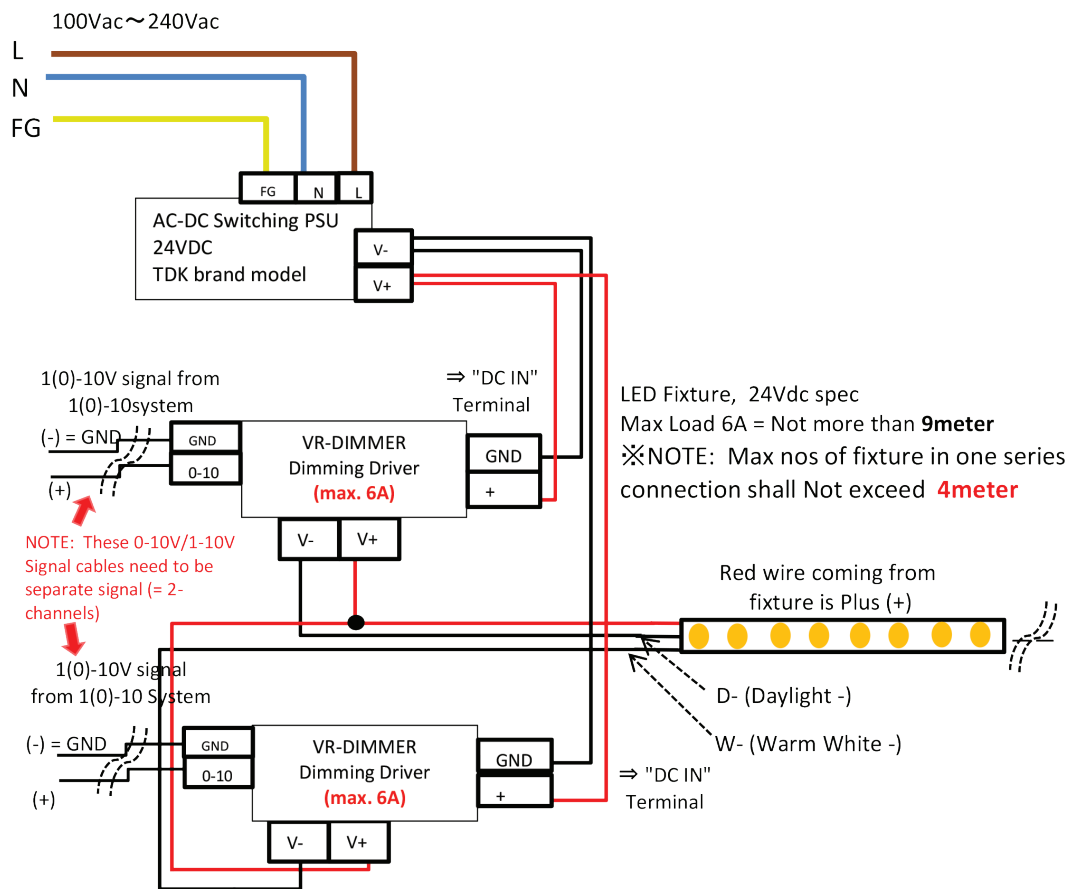 100Vac～240Vac
L
N
FG
FG
N
L
AC-DC Switching PSU
24VDC
TDK brand model
V-
V+
1(0)-10V signal from
1(0)-10system
(-) = GND
(+)
GND
0-10
VR-DIMMER
Dimming Driver
(max. 6A)
⇒ "DC IN"
Terminal
GND
+
V-
V+
LED Fixture, 24Vdc spec
Max Load 6A = Not more than 9meter
※NOTE: Max nos of fixture in one series
connection shall Not exceed 4meter
NOTE: These 0-10V/1-10V
Signal cables need to be
separate signal (= 2-
channels)
Red wire coming from
fixture is Plus (+)
D- (Daylight -)
W- (Warm White -)
1(0)-10V signal
from 1(0)-10 System
(-) = GND
(+)
GND
0-10
VR-DIMMER
Dimming Driver
(max. 6A)
GND
+
⇒ "DC IN"
Terminal
V-
V+